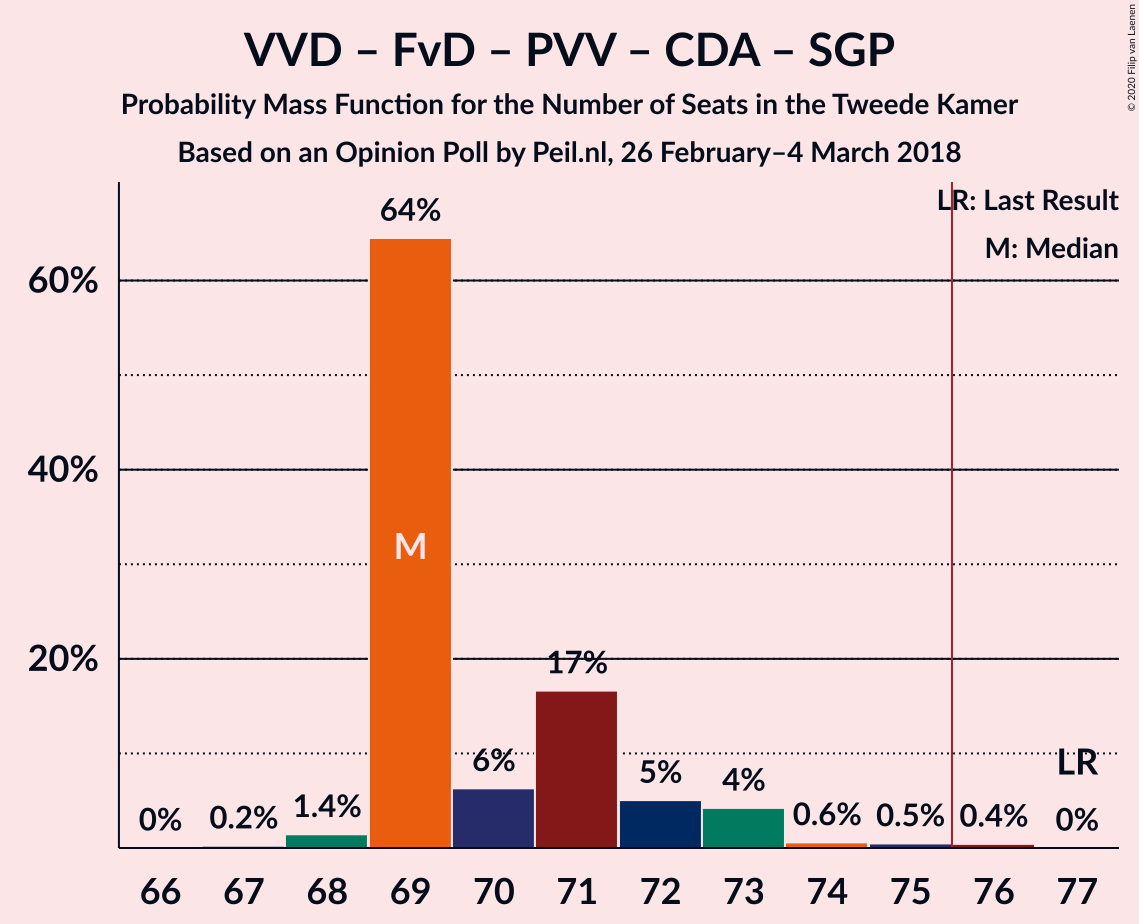 VVD – FvD – PVV – CDA – SGP
Probability Mass Function for the Number of Seats in the Tweede Kamer
Based on an Opinion Poll by Peil.nl, 26 February–4 March 2018
© 2020 Filip van Laenen
LR: Last Result
M: Median
60%
40%
20%
0%
0.2%
1.4%
64%
M
6%
17%
5%
4%
0.6%
0.5%
0.4%
LR
0%
66 67 68 69 70 71 72 73 74 75 76 77